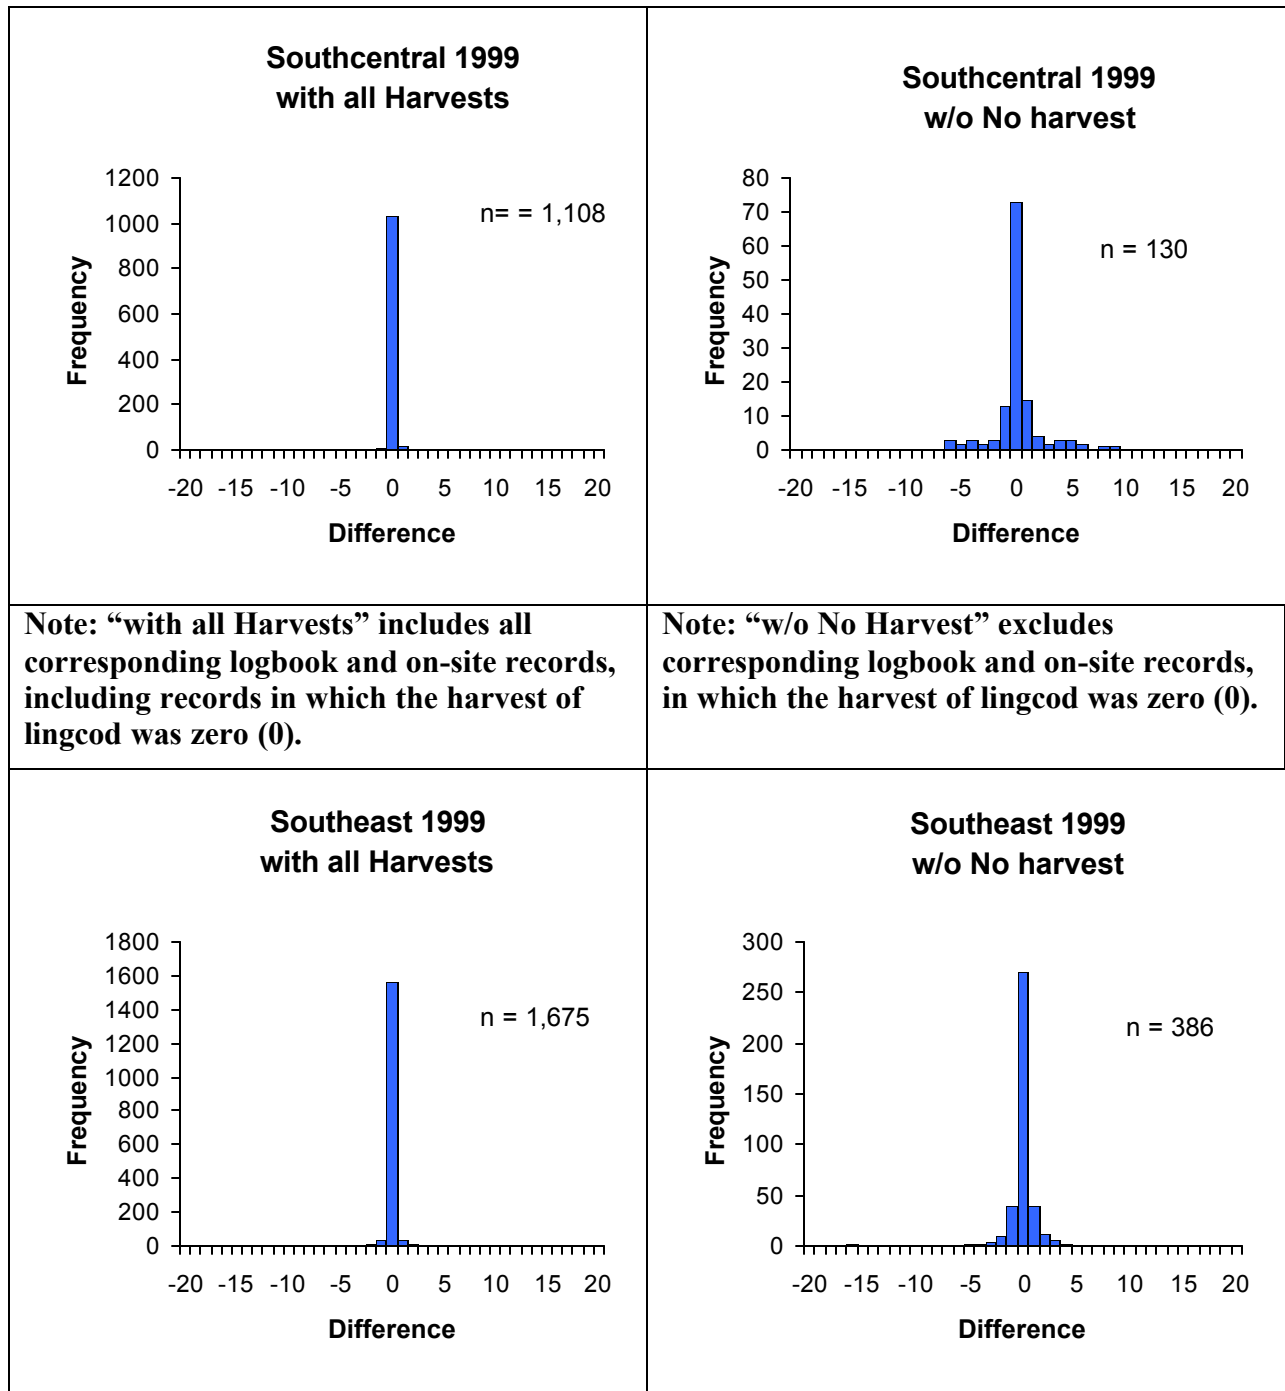 Southcentral 1999
with all Harvests
1200
1000
800
600
400
200
0
Frequency
n= = 1,108
-20 -15 -10 -5 0 5 10 15 20
Difference
Southcentral 1999
w/o No harvest
80
70
60
50
40
30
20
10
0
Frequency
n = 130
-20 -15 -10 -5 0 5 10 15 20
Difference
Note: “with all Harvests” includes all
corresponding logbook and on-site records,
including records in which the harvest of
lingcod was zero (0).
Note: “w/o No Harvest” excludes
corresponding logbook and on-site records,
in which the harvest of lingcod was zero (0).
Southeast 1999
with all Harvests
1800
1600
1400
1200
1000
800
600
400
200
0
Frequency
n = 1,675
-20 -15 -10 -5 0 5 10 15 20
Difference
Southeast 1999
w/o No harvest
300
250
200
150
100
50
0
Frequency
n = 386
-20 -15 -10 -5 0 5 10 15 20
Difference